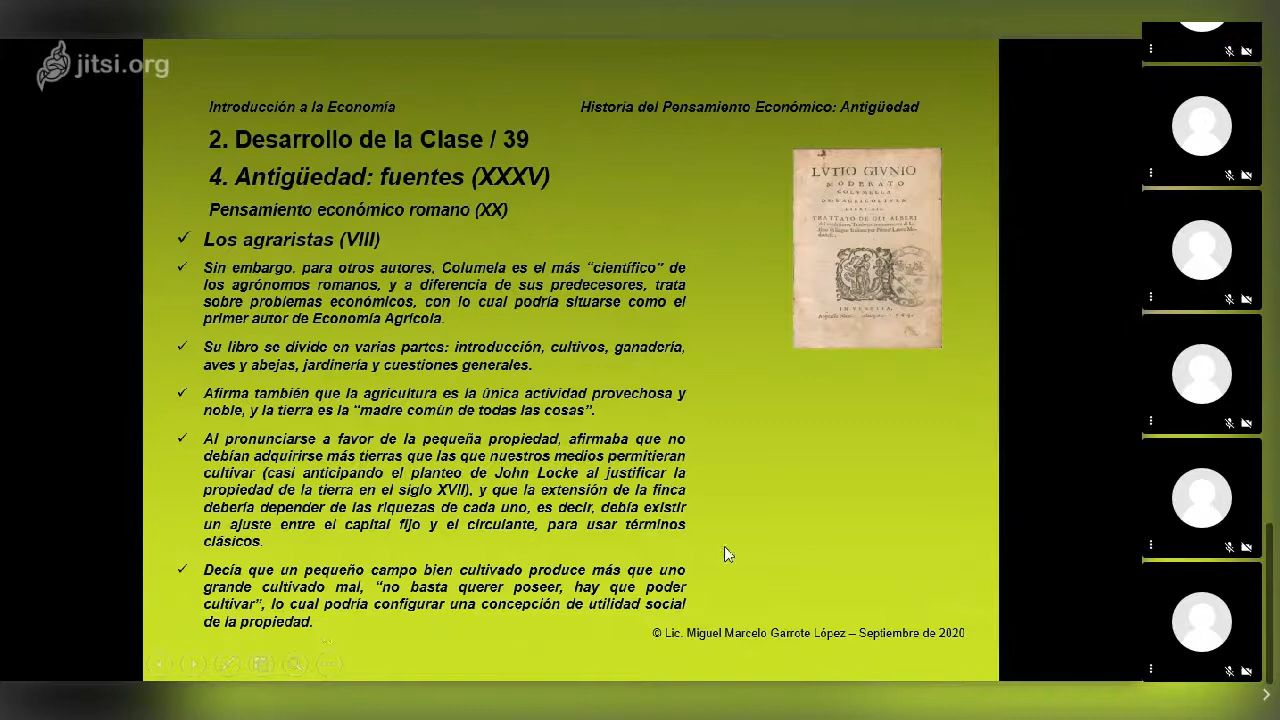 jitsi.org
Introducción a la Economía
Historia del Pensamiento Económico: Antigüedad
2. Desarrollo de la Clase / 39
4. Antigüedad: fuentes (XXXV)
Pensamiento económico romano (XX)
Los agraristas (VIII)
Sin embargo, para otros autores, Columela es el más “científico” de
los agrónomos romanos, y a diferencia de sus predecesores, trata
sobre problemas económicos, con lo cual podría situarse como el
primer autor de Economía Agrícola.
Su libro se divide en varias partes: introducción, cultivos, ganadería,
aves y abejas, jardinería y cuestiones generales.
Afirma también que la agricultura es la única actividad provechosa y
noble, y la tierra es la “madre común de todas las cosas”.
Al pronunciarse a favor de la pequeña propiedad, afirmaba que no
debían adquirirse más tierras que las que nuestros medios permitieran
cultivar (casi anticipando el planteo de John Locke al justificar la
propiedad de la tierra en el siglo XVII), y que la extensión de la finca
debería depender de las riquezas de cada uno, es decir, debía existir
un ajuste entre el capital fijo y el circulante, para usar términos
clásicos.
Decía que un pequeño campo bien cultivado produce más que uno
grande cultivado mal, “no basta querer poseer, hay que poder
cultivar”, lo cual podría configurar una concepción de utilidad social
de la propiedad.
LVTIO GIVNIO
MODERATO
COLVMELLA
TRATTATO DE GLI ALBERI
IN VENETIA,
© Lic. Miguel Marcelo Garrote López – Septiembre de 2020